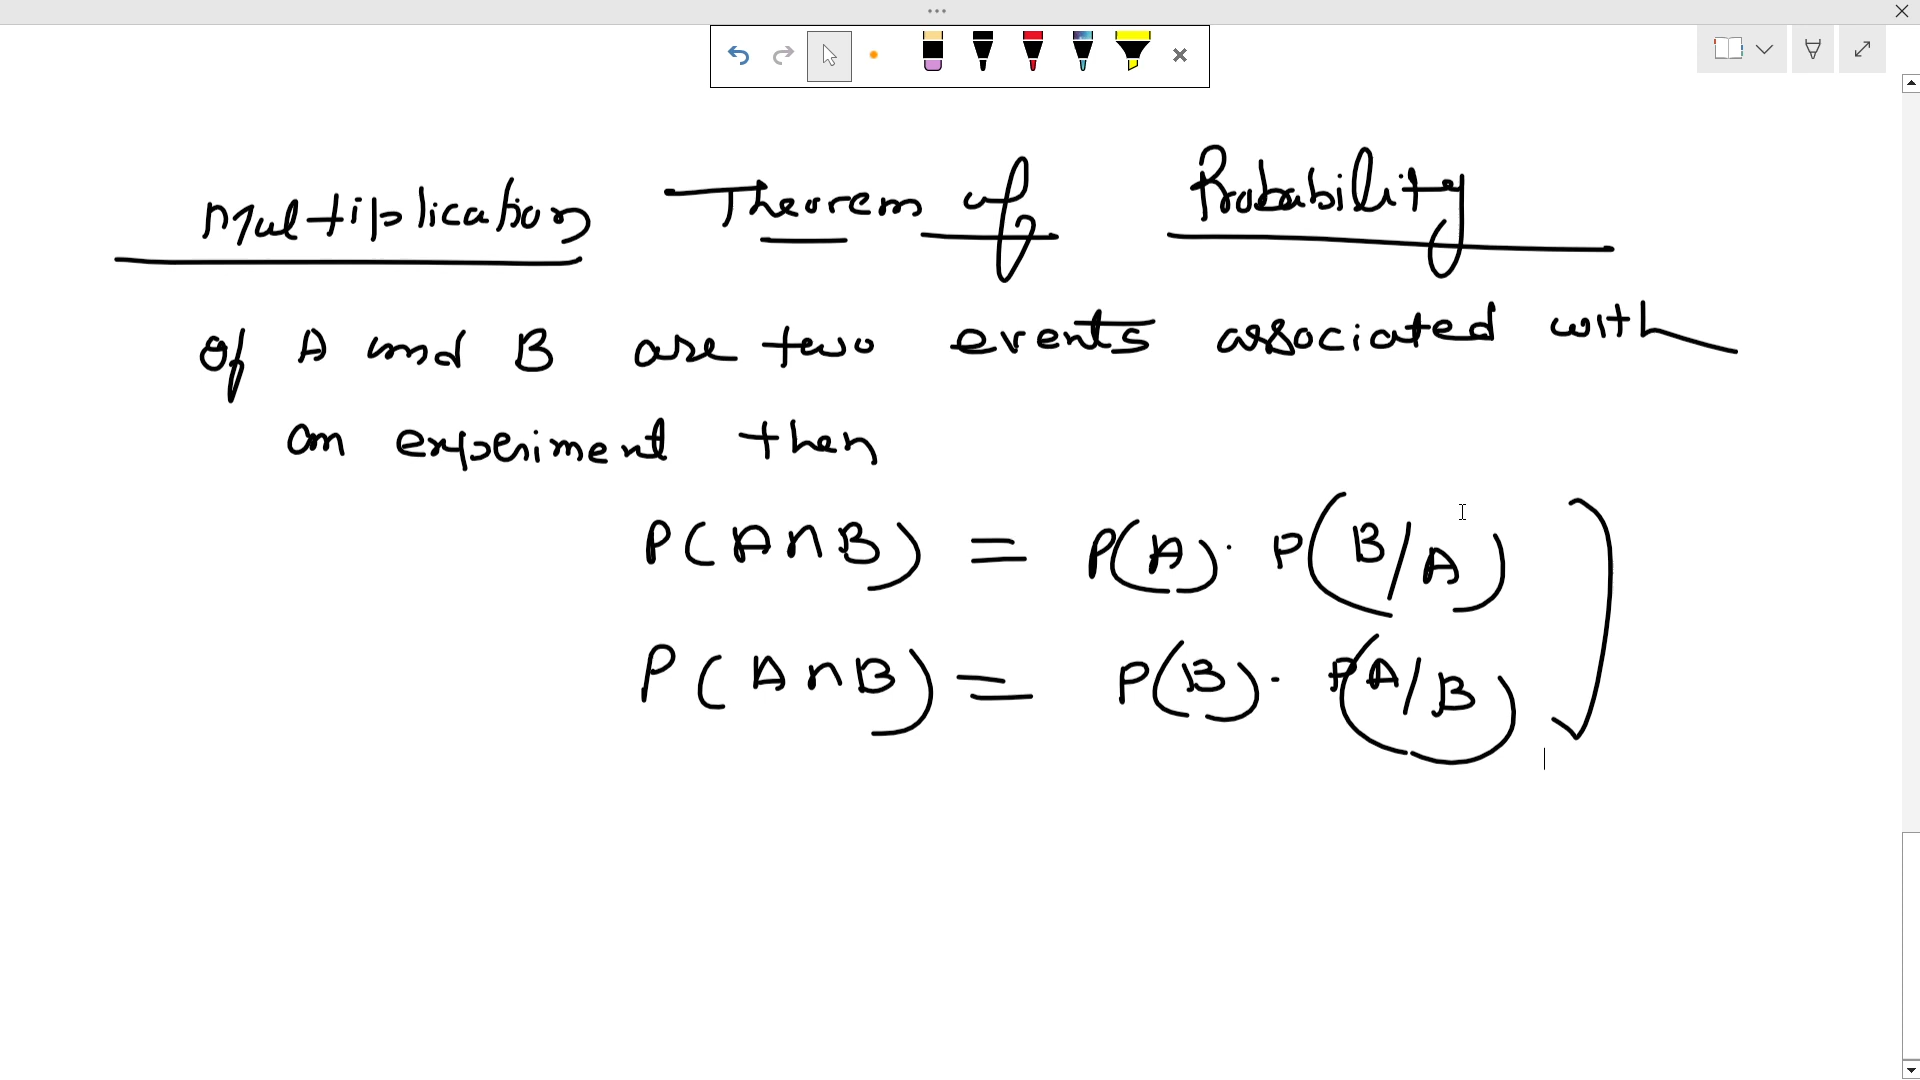 Multiplication Theorem of Probability
If A and B are two events associated with
an experiment then
P(A∩B) = P(A)· P(B/A)
P(A∩B) = P(B)· P(A/B)